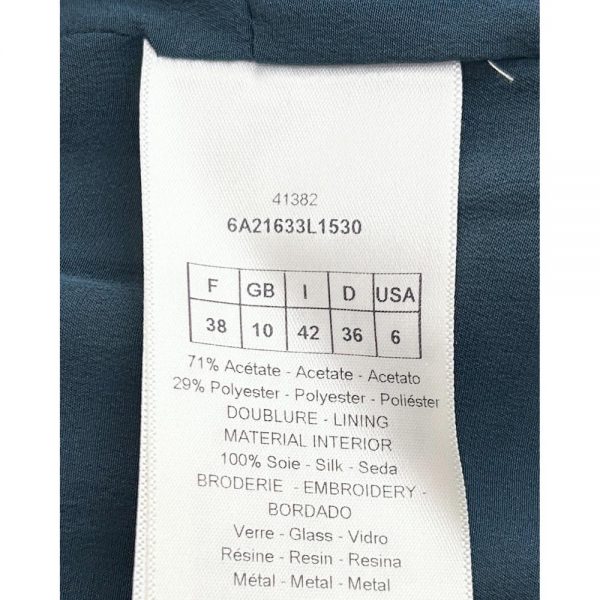 41382
6A21633L1530
F GB I D USA
38 10 42 36 6
71% Acétate - Acetate - Acetato
29% Polyester - Polyester - Poliéster
DOUBLURE - LINING
MATERIAL INTERIOR
100% Soie - Silk - Seda
BRODERIE - EMBROIDERY -
BORDADO
Verre - Glass - Vidro
Résine - Resin - Resina
Métal - Metal - Metal